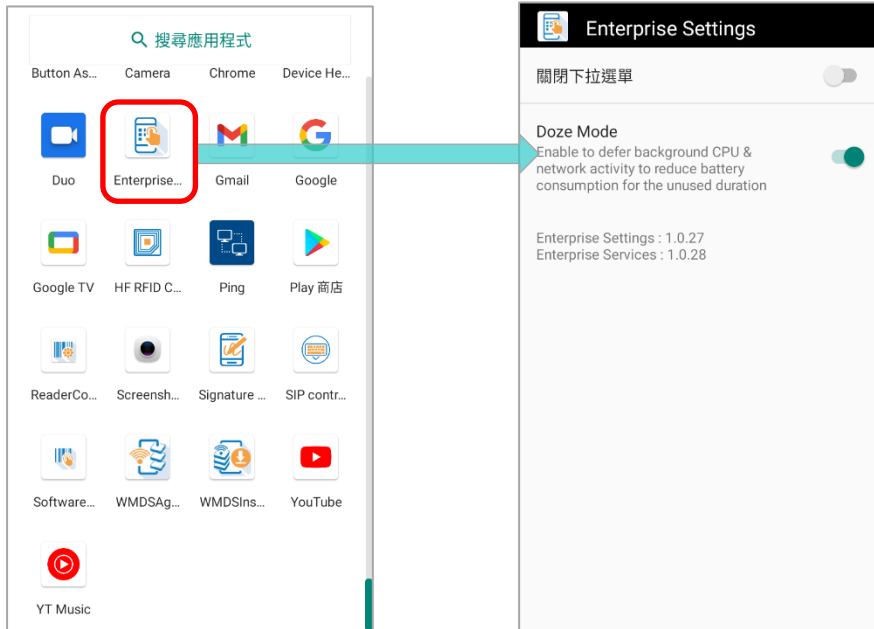 搜尋應用程式
Button As... Camera Chrome Device He...
Duo Enterprise... Gmail Google
Google TV HF RFID C... Ping Play 商店
ReaderCo... Screensh... Signature ... SIP contr...
Software... WMDSAg... WMDSIns... YouTube
YT Music
Enterprise Settings
關閉下拉選單
Doze Mode
Enable to defer background CPU &
network activity to reduce battery
consumption for the unused duration
Enterprise Settings : 1.0.27
Enterprise Services : 1.0.28